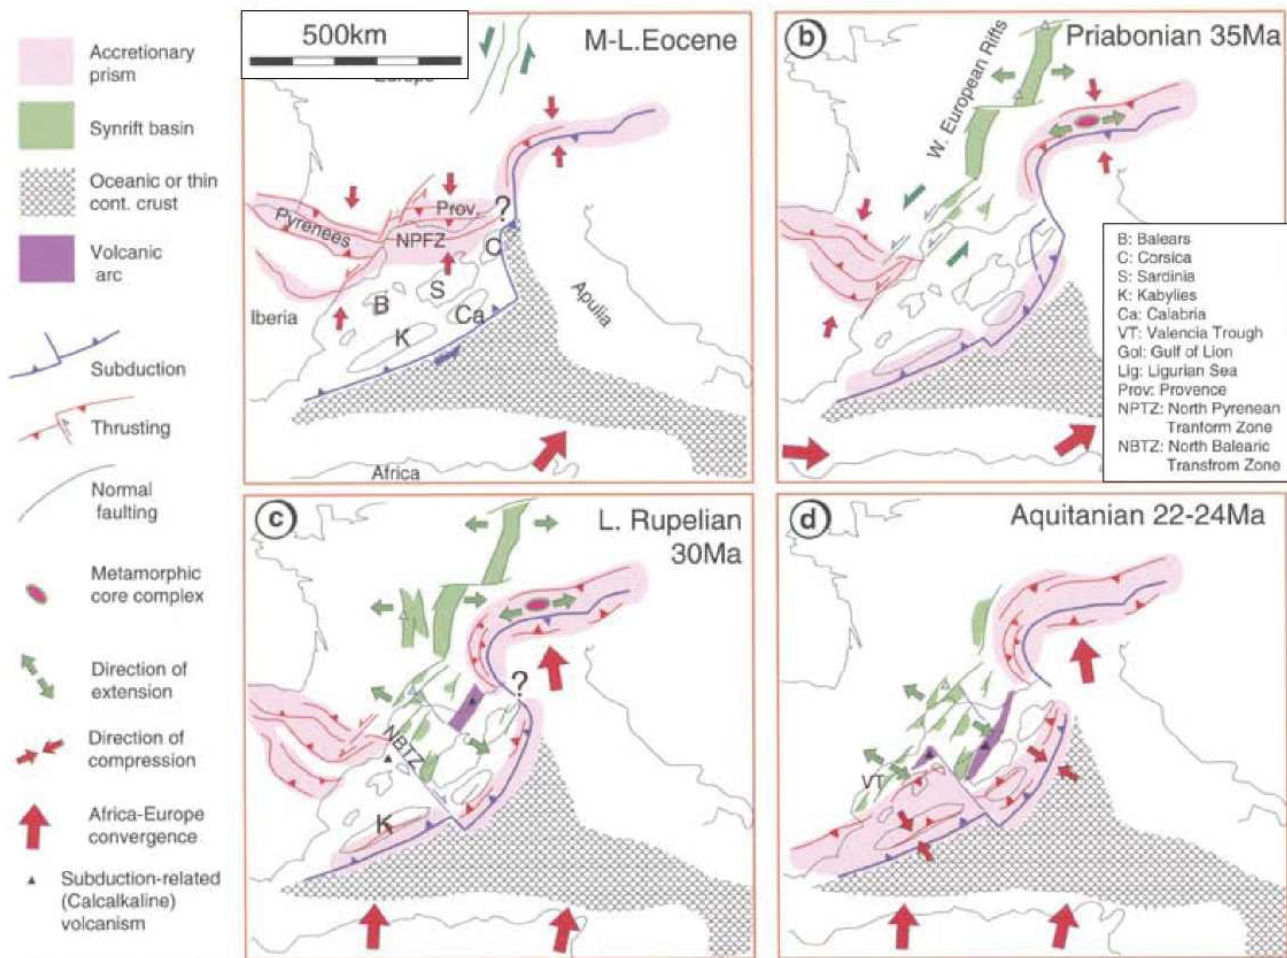 Accretionary
prism
Synrift basin
Oceanic or thin
cont. crust
Volcanic
arc
Subduction
Thrusting
Normal
faulting
Metamorphic
core complex
Direction of
extension
Direction of
compression
Africa-Europe
convergence
Subduction-related
(Calcalkaline)
volcanism
500km
M-L.Eocene
Prov.
?
Pyrenees
NPFZ
C
S
B
Ca
K
Iberia
Apulia
Africa
b
Priabonian 35Ma
W. European Rifts
B: Balears
C: Corsica
S: Sardinia
K: Kabylies
Ca: Calabria
VT: Valencia Trough
Gol: Gulf of Lion
Lig: Ligurian Sea
Prov: Provence
NPTZ: North Pyrenean
Tranform Zone
NBTZ: North Balearic
Transfrom Zone
c
L. Rupelian
30Ma
?
NBTZ
K
d
Aquitanian 22-24Ma
VT